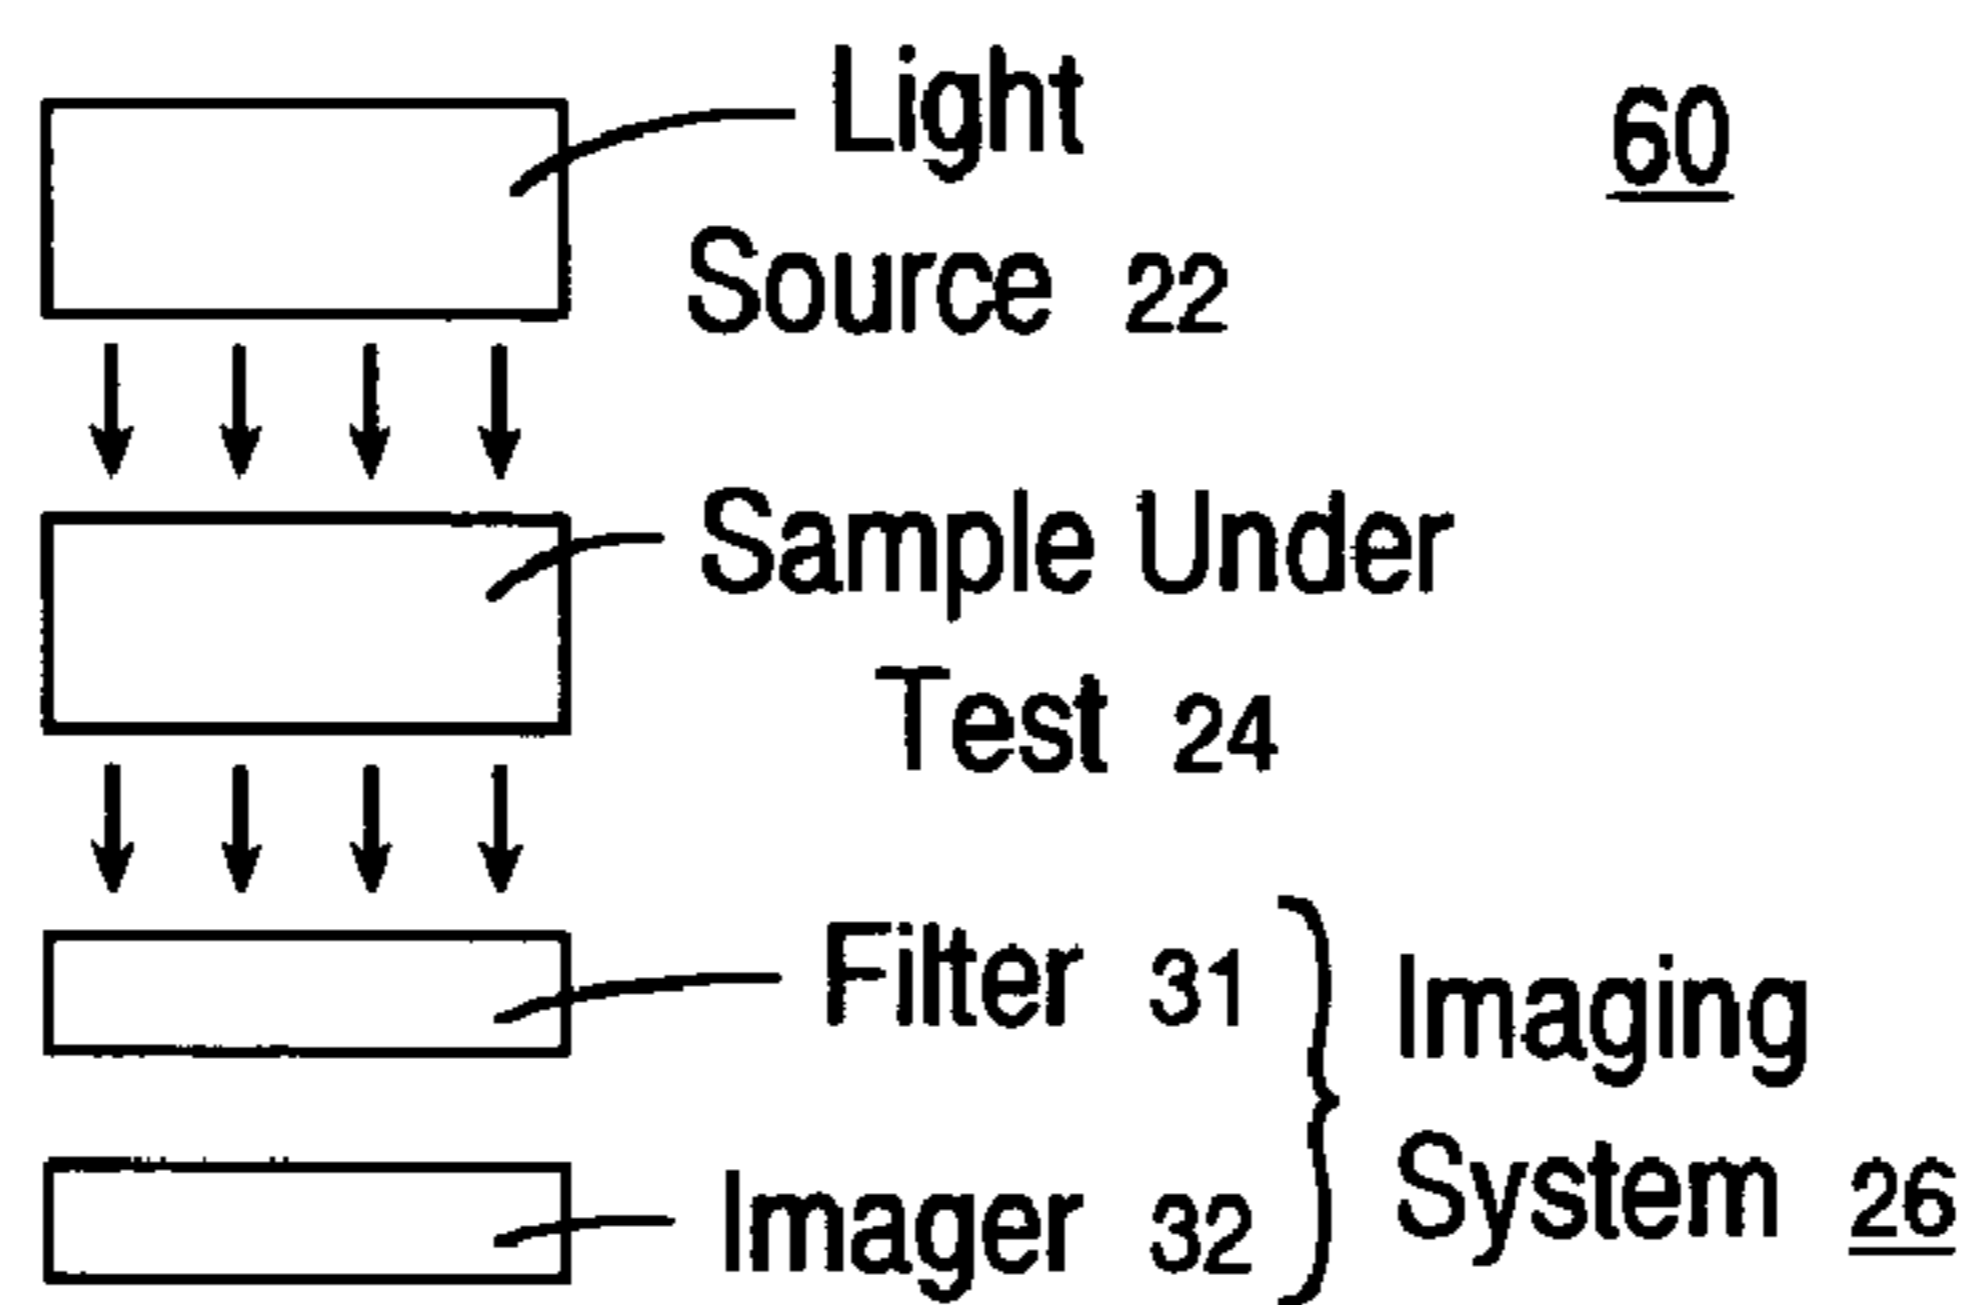 Light
Source 22
60
Sample Under
Test 24
Filter 31
Imager 32
Imaging
System 26